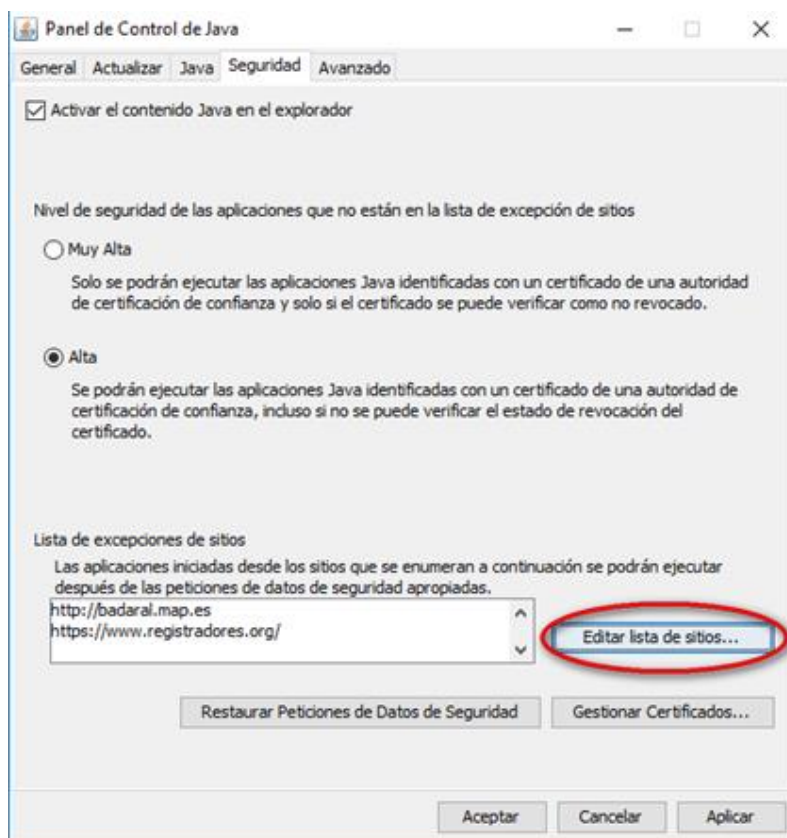 Panel de Control de Java
General Actualizar Java Seguridad Avanzado
Activar el contenido Java en el explorador
Nivel de seguridad de las aplicaciones que no están en la lista de excepción de sitios
Muy Alta
Solo se podrán ejecutar las aplicaciones Java identificadas con un certificado de una autoridad
de certificación de confianza y solo si el certificado se puede verificar como no revocado.
Alta
Se podrán ejecutar las aplicaciones Java identificadas con un certificado de una autoridad de
certificación de confianza, incluso si no se puede verificar el estado de revocación del
certificado.
Lista de excepciones de sitios
Las aplicaciones iniciadas desde los sitios que se enumeran a continuación se podrán ejecutar
después de las peticiones de datos de seguridad apropiadas.
http://badaral.map.es
https://www.registradores.org/
Editar lista de sitios...
Restaurar Peticiones de Datos de Seguridad Gestionar Certificados...
Aceptar Cancelar Aplicar